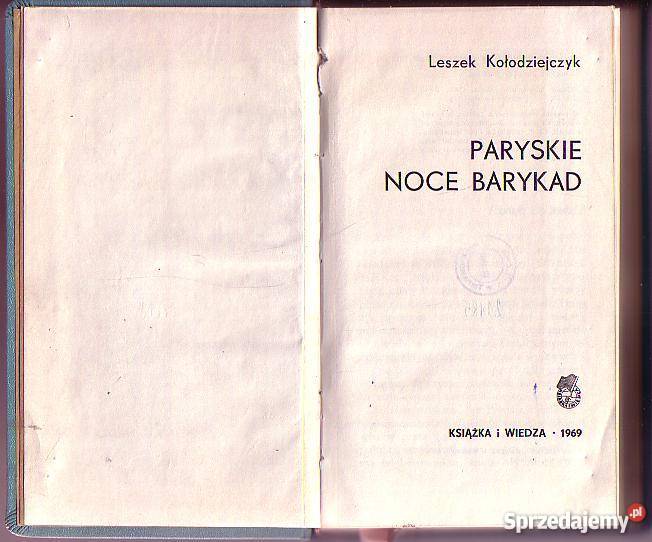 Leszek Kołodziejczyk
PARYSKIE
NOCE BARYKAD
KSIĄŻKA i WIEDZA · 1969
Sprzedajemy.pl